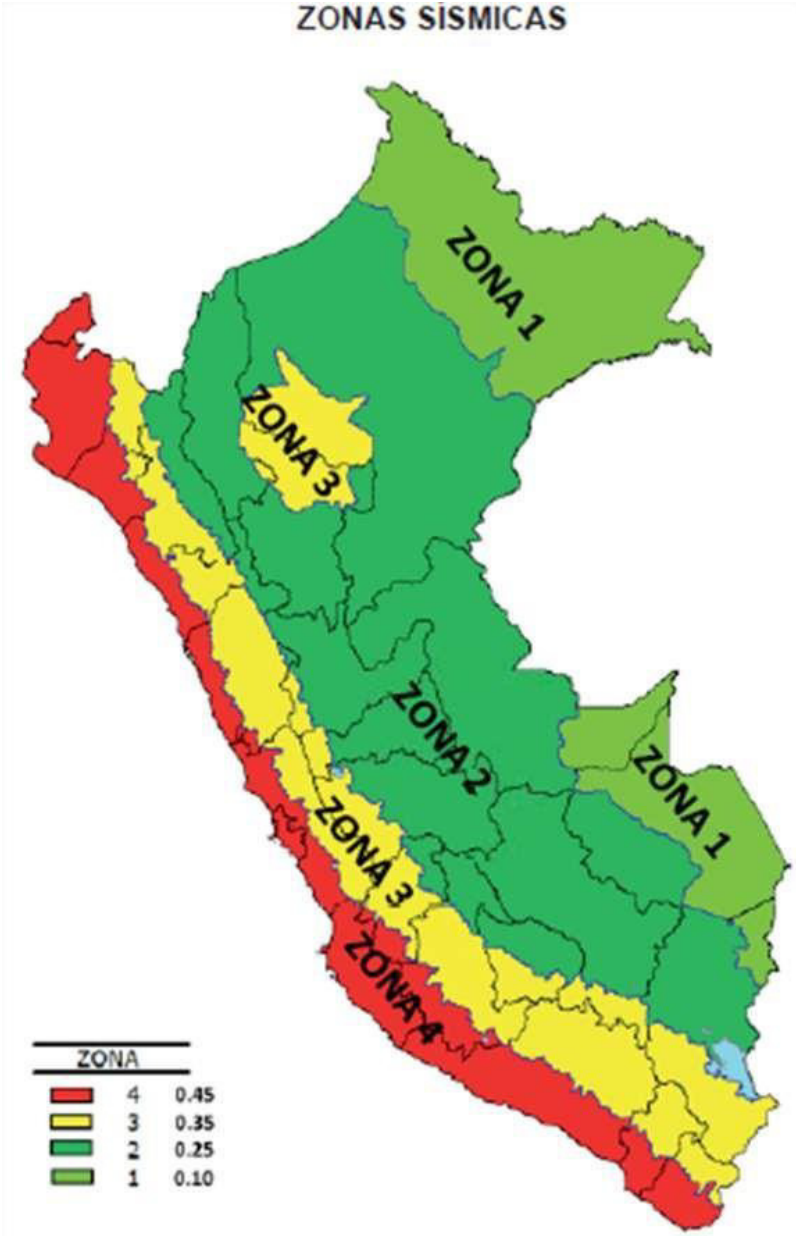 ZONAS SÍSMICAS
ZONA 1
ZONA 3
ZONA 2
ZONA 1
ZONA 3
ZONA 4
ZONA
4 0.45
3 0.35
2 0.25
1 0.10